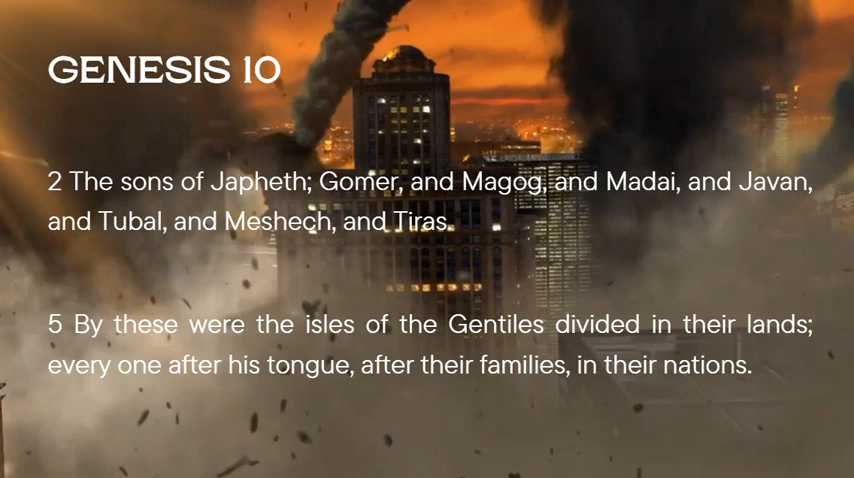 GENESIS 10
2 The sons of Japheth; Gomer, and Magog, and Madai, and Javan,
and Tubal, and Meshech, and Tiras.
5 By these were the isles of the Gentiles divided in their lands;
every one after his tongue, after their families, in their nations.